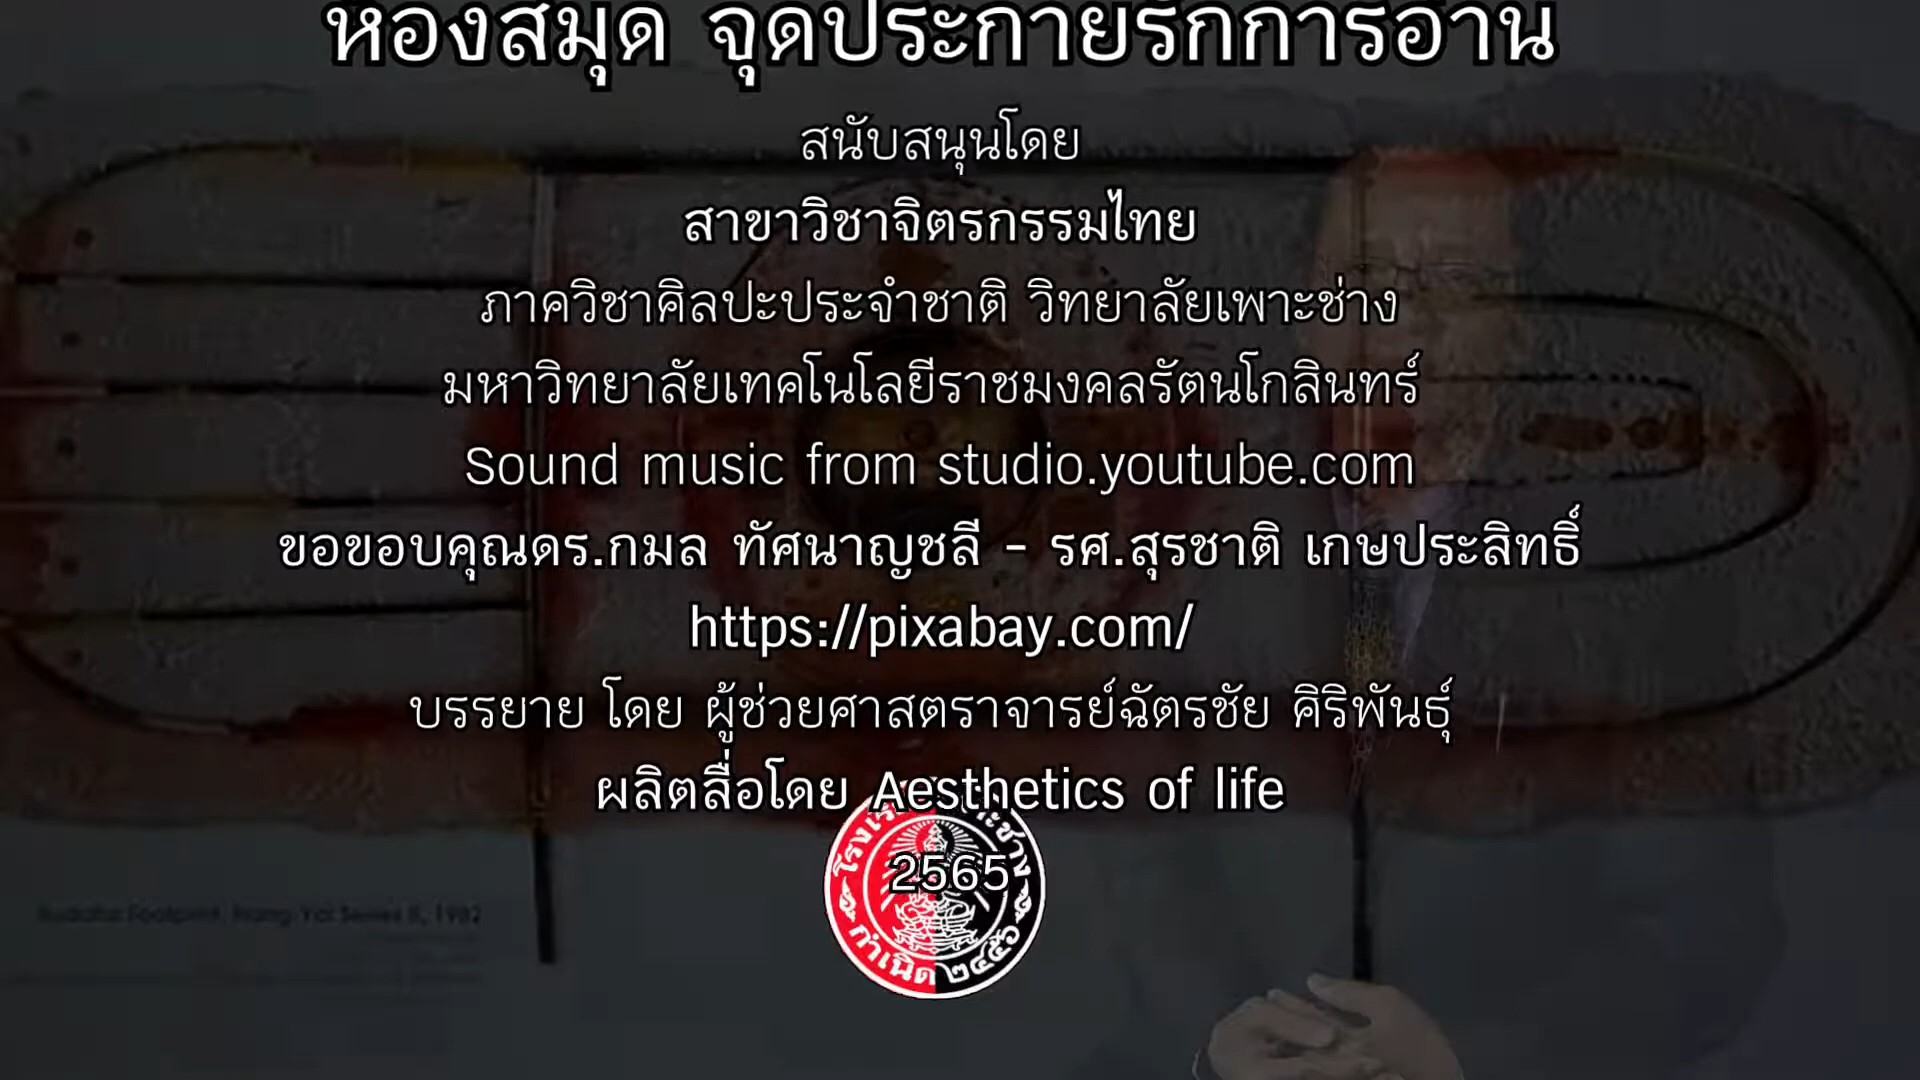 ห้องสมุด จุดประกายรักการอ่าน
สนับสนุนโดย
สาขาวิชาจิตรกรรมไทย
ภาควิชาศิลปะประจำชาติ วิทยาลัยเพาะช่าง
มหาวิทยาลัยเทคโนโลยีราชมงคลรัตนโกสินทร์
Sound music from studio.youtube.com
ขอขอบคุณดร.กมล ทัศนาญชลี - รศ.สุรชาติ เกษประสิทธิ์
https://pixabay.com/
บรรยาย โดย ผู้ช่วยศาสตราจารย์ฉัตรชัย ศิริพันธุ์
ผลิตสื่อโดย Aesthetics of life
2565
กำเนิด ๒๔๕๖